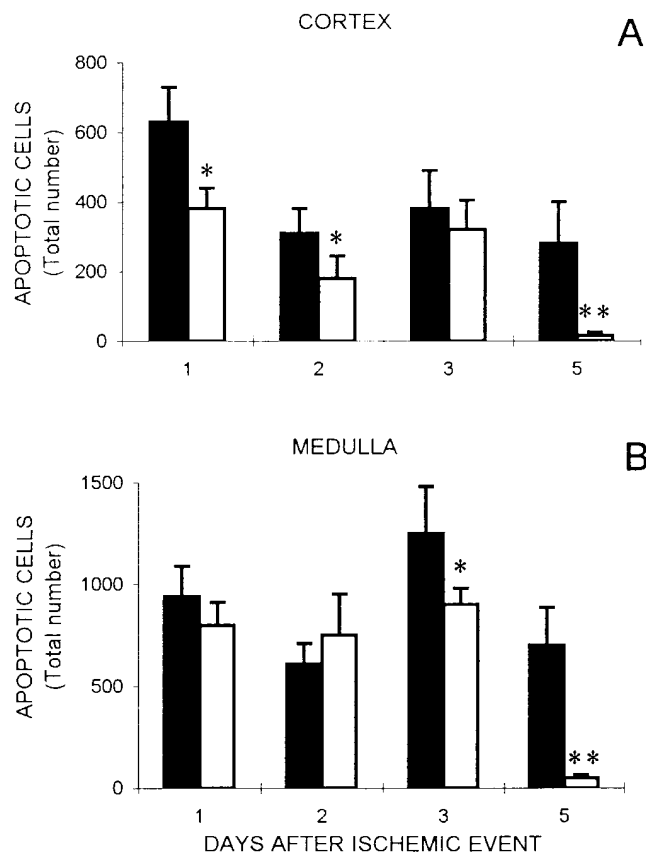 CORTEX
A
APOPTOTIC CELLS
(Total number)
800
600
400
200
0
*
*
**
1 2 3 5
MEDULLA
B
APOPTOTIC CELLS
(Total number)
1500
1000
500
0
*
**
1 2 3 5
DAYS AFTER ISCHEMIC EVENT